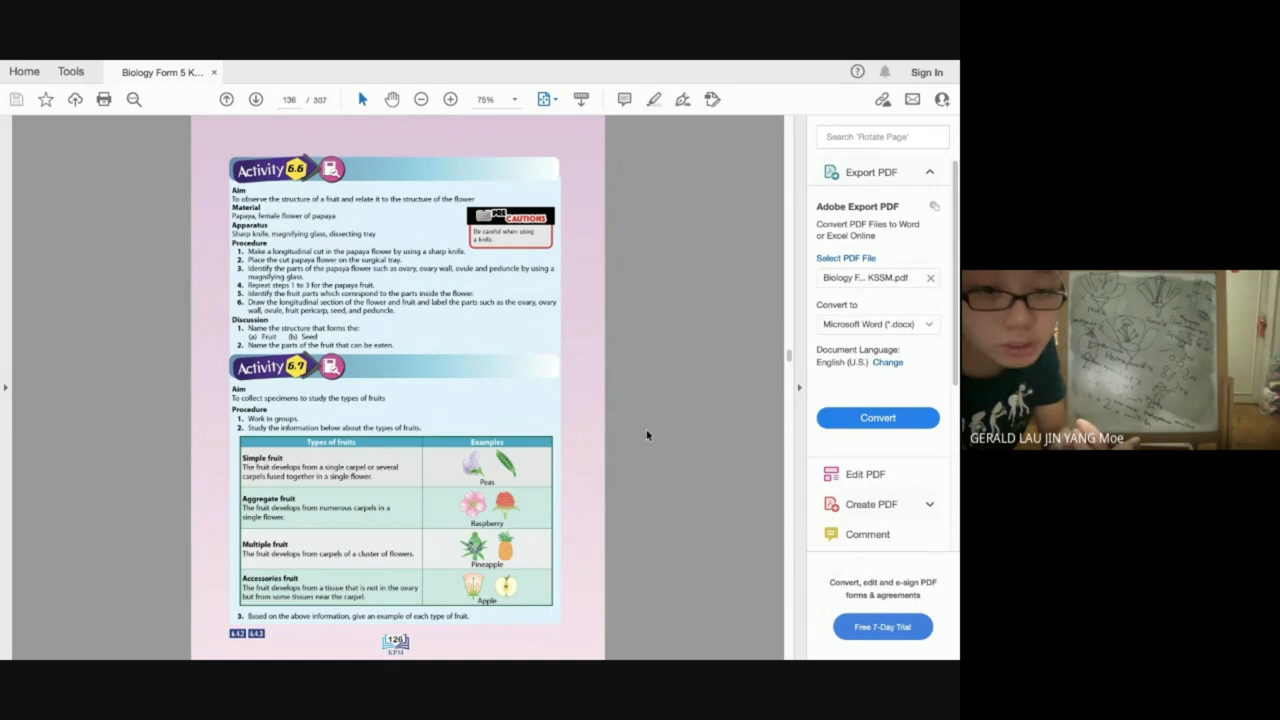 Home
Tools
Biology Form 5 K...
Sign In
136 / 307
75%
Search 'Rotate Page'
Activity 6.6
Aim
To observe the structure of a fruit and relate it to the structure of the flower
Material
Papaya, female flower of papaya
Apparatus
Sharp knife, magnifying glass, dissecting tray
PRE CAUTIONS
Be careful when using
a knife.
Procedure
1. Make a longitudinal cut in the papaya flower by using a sharp knife.
2. Place the cut papaya flower on the surgical tray.
3. Identify the parts of the papaya flower such as ovary, ovary wall, ovule and peduncle by using a
magnifying glass.
4. Repeat steps 1 to 3 for the papaya fruit.
5. Identify the fruit parts which correspond to the parts inside the flower.
6. Draw the longitudinal section of the flower and fruit and label the parts such as the ovary, ovary
wall, ovule, fruit pericarp, seed, and peduncle.
Discussion
1. Name the structure that forms the:
(a) Fruit (b) Seed
2. Name the parts of the fruit that can be eaten.
Activity 6.7
Aim
To collect specimens to study the types of fruits
Procedure
1. Work in groups.
2. Study the information below about the types of fruits.
Types of fruits
Examples
Simple fruit
The fruit develops from a single carpel or several
carpels fused together in a single flower.
Peas
Aggregate fruit
The fruit develops from numerous carpels in a
single flower.
Raspberry
Multiple fruit
The fruit develops from carpels of a cluster of flowers.
Pineapple
Accessories fruit
The fruit develops from a tissue that is not in the ovary
but from some tissues near the carpel.
Apple
3. Based on the above information, give an example of each type of fruit.
6.4.2 6.4.3
126
KPM
Export PDF
Adobe Export PDF
Convert PDF Files to Word
or Excel Online
Select PDF File
Biology F... KSSM.pdf
Convert to
Microsoft Word (*.docx)
Document Language:
English (U.S.) Change
Convert
Edit PDF
Create PDF
Comment
Convert, edit and e-sign PDF
forms & agreements
Free 7-Day Trial
GERALD LAU JIN YANG Moe